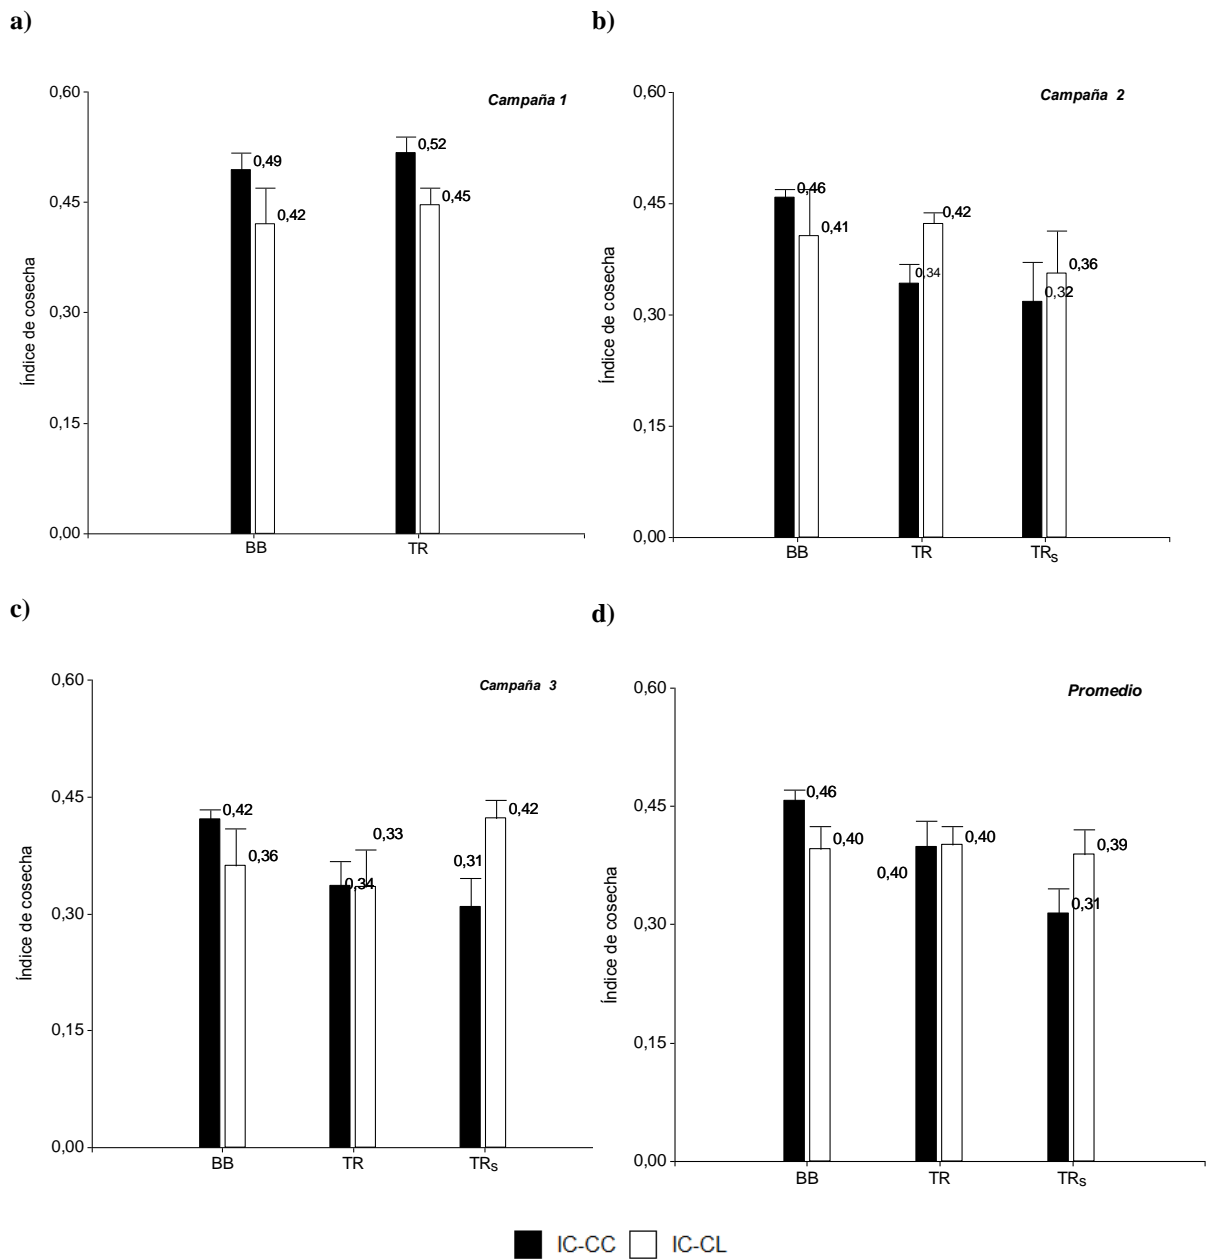 a)
Campaña 1
0,60
0,45
0,30
0,15
0,00
Índice de cosecha
0,49
0,42
0,52
0,45
BB
TR
b)
Campaña 2
0,60
0,45
0,30
0,15
0,00
Índice de cosecha
0,46
0,41
0,34
0,42
0,32
0,36
BB
TR
TRs
c)
Campaña 3
0,60
0,45
0,30
0,15
0,00
Índice de cosecha
0,42
0,36
0,34
0,33
0,31
0,42
BB
TR
TRs
d)
Promedio
0,60
0,45
0,30
0,15
0,00
Índice de cosecha
0,46
0,40
0,40
0,40
0,31
0,39
BB
TR
TRs
IC-CC IC-CL